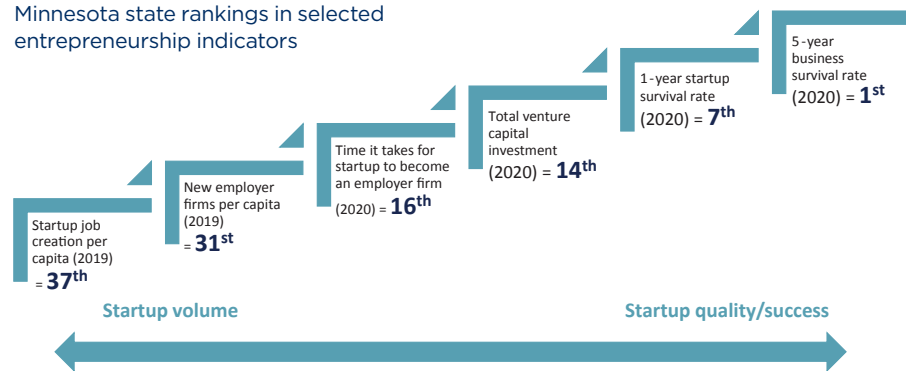 Minnesota state rankings in selected
entrepreneurship indicators
Startup job
creation per
capita (2019)
= 37th
New employer
firms per capita
(2019)
= 31st
Time it takes for
startup to become
an employer firm
(2020) = 16th
Total venture
capital
investment
(2020) = 14th
1-year startup
survival rate
(2020) = 7th
5-year
business
survival rate
(2020) = 1st
Startup volume
Startup quality/success